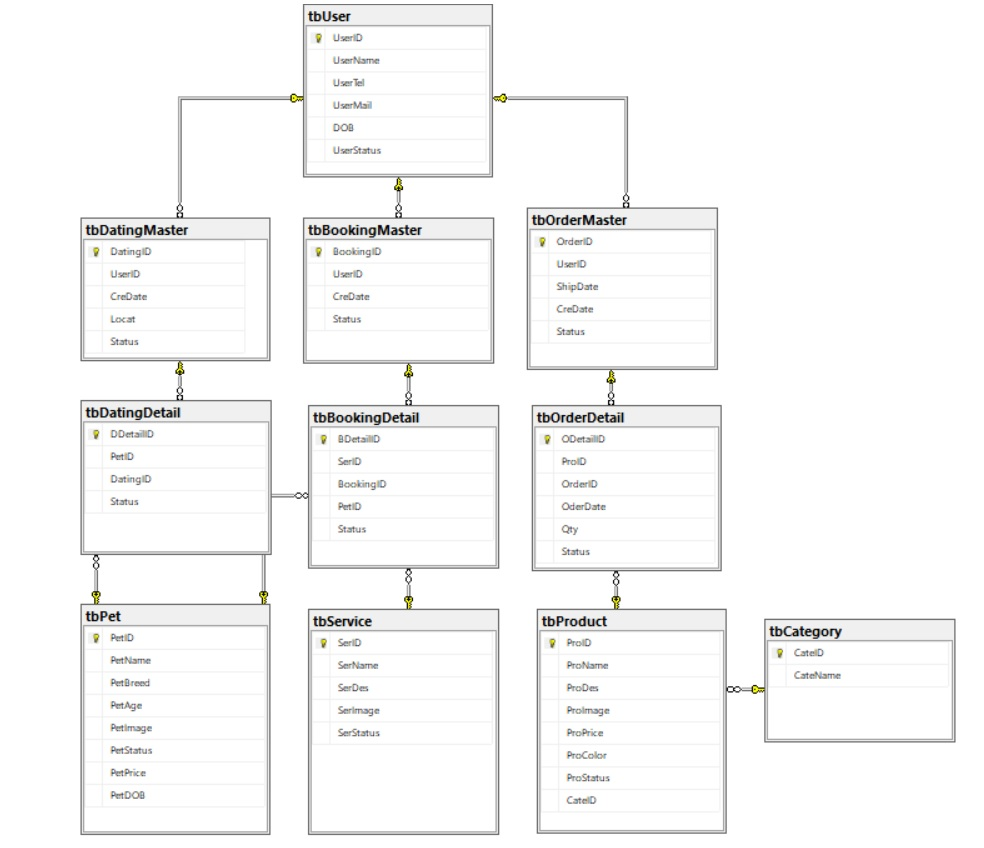 tbUser
UserID
UserName
UserTel
UserMail
DOB
UserStatus
tbDatingMaster
DatingID
UserID
CreDate
Locat
Status
tbBookingMaster
BookingID
UserID
CreDate
Status
tbOrderMaster
OrderID
UserID
ShipDate
CreDate
Status
tbDatingDetail
DDetailID
PetID
DatingID
Status
tbBookingDetail
BDetailID
SerID
BookingID
PetID
Status
tbOrderDetail
ODetailID
ProID
OrderID
OderDate
Qty
Status
tbPet
PetID
PetName
PetBreed
PetAge
PetImage
PetStatus
PetPrice
PetDOB
tbService
SerID
SerName
SerDes
SerImage
SerStatus
tbProduct
ProID
ProName
ProDes
ProImage
ProPrice
ProColor
ProStatus
CateID
tbCategory
CateID
CateName